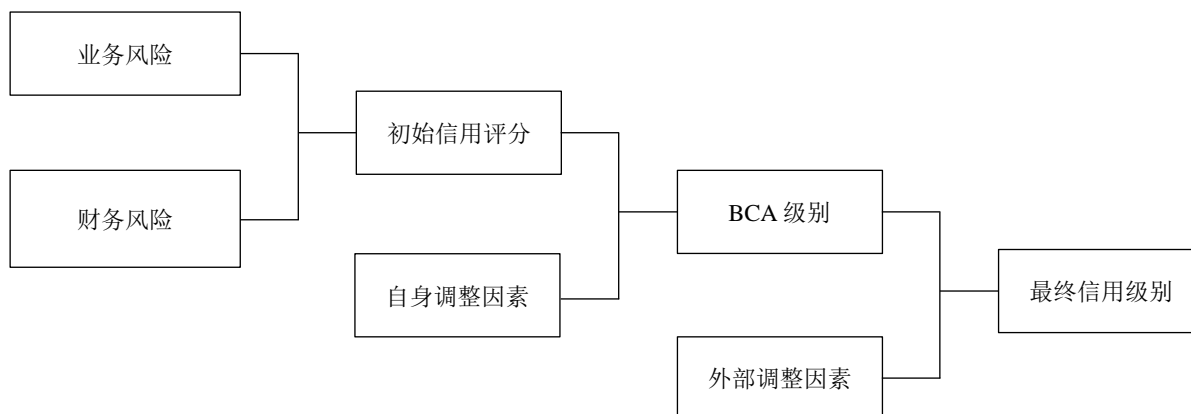 业务风险
财务风险
初始信用评分
自身调整因素
BCA 级别
外部调整因素
最终信用级别